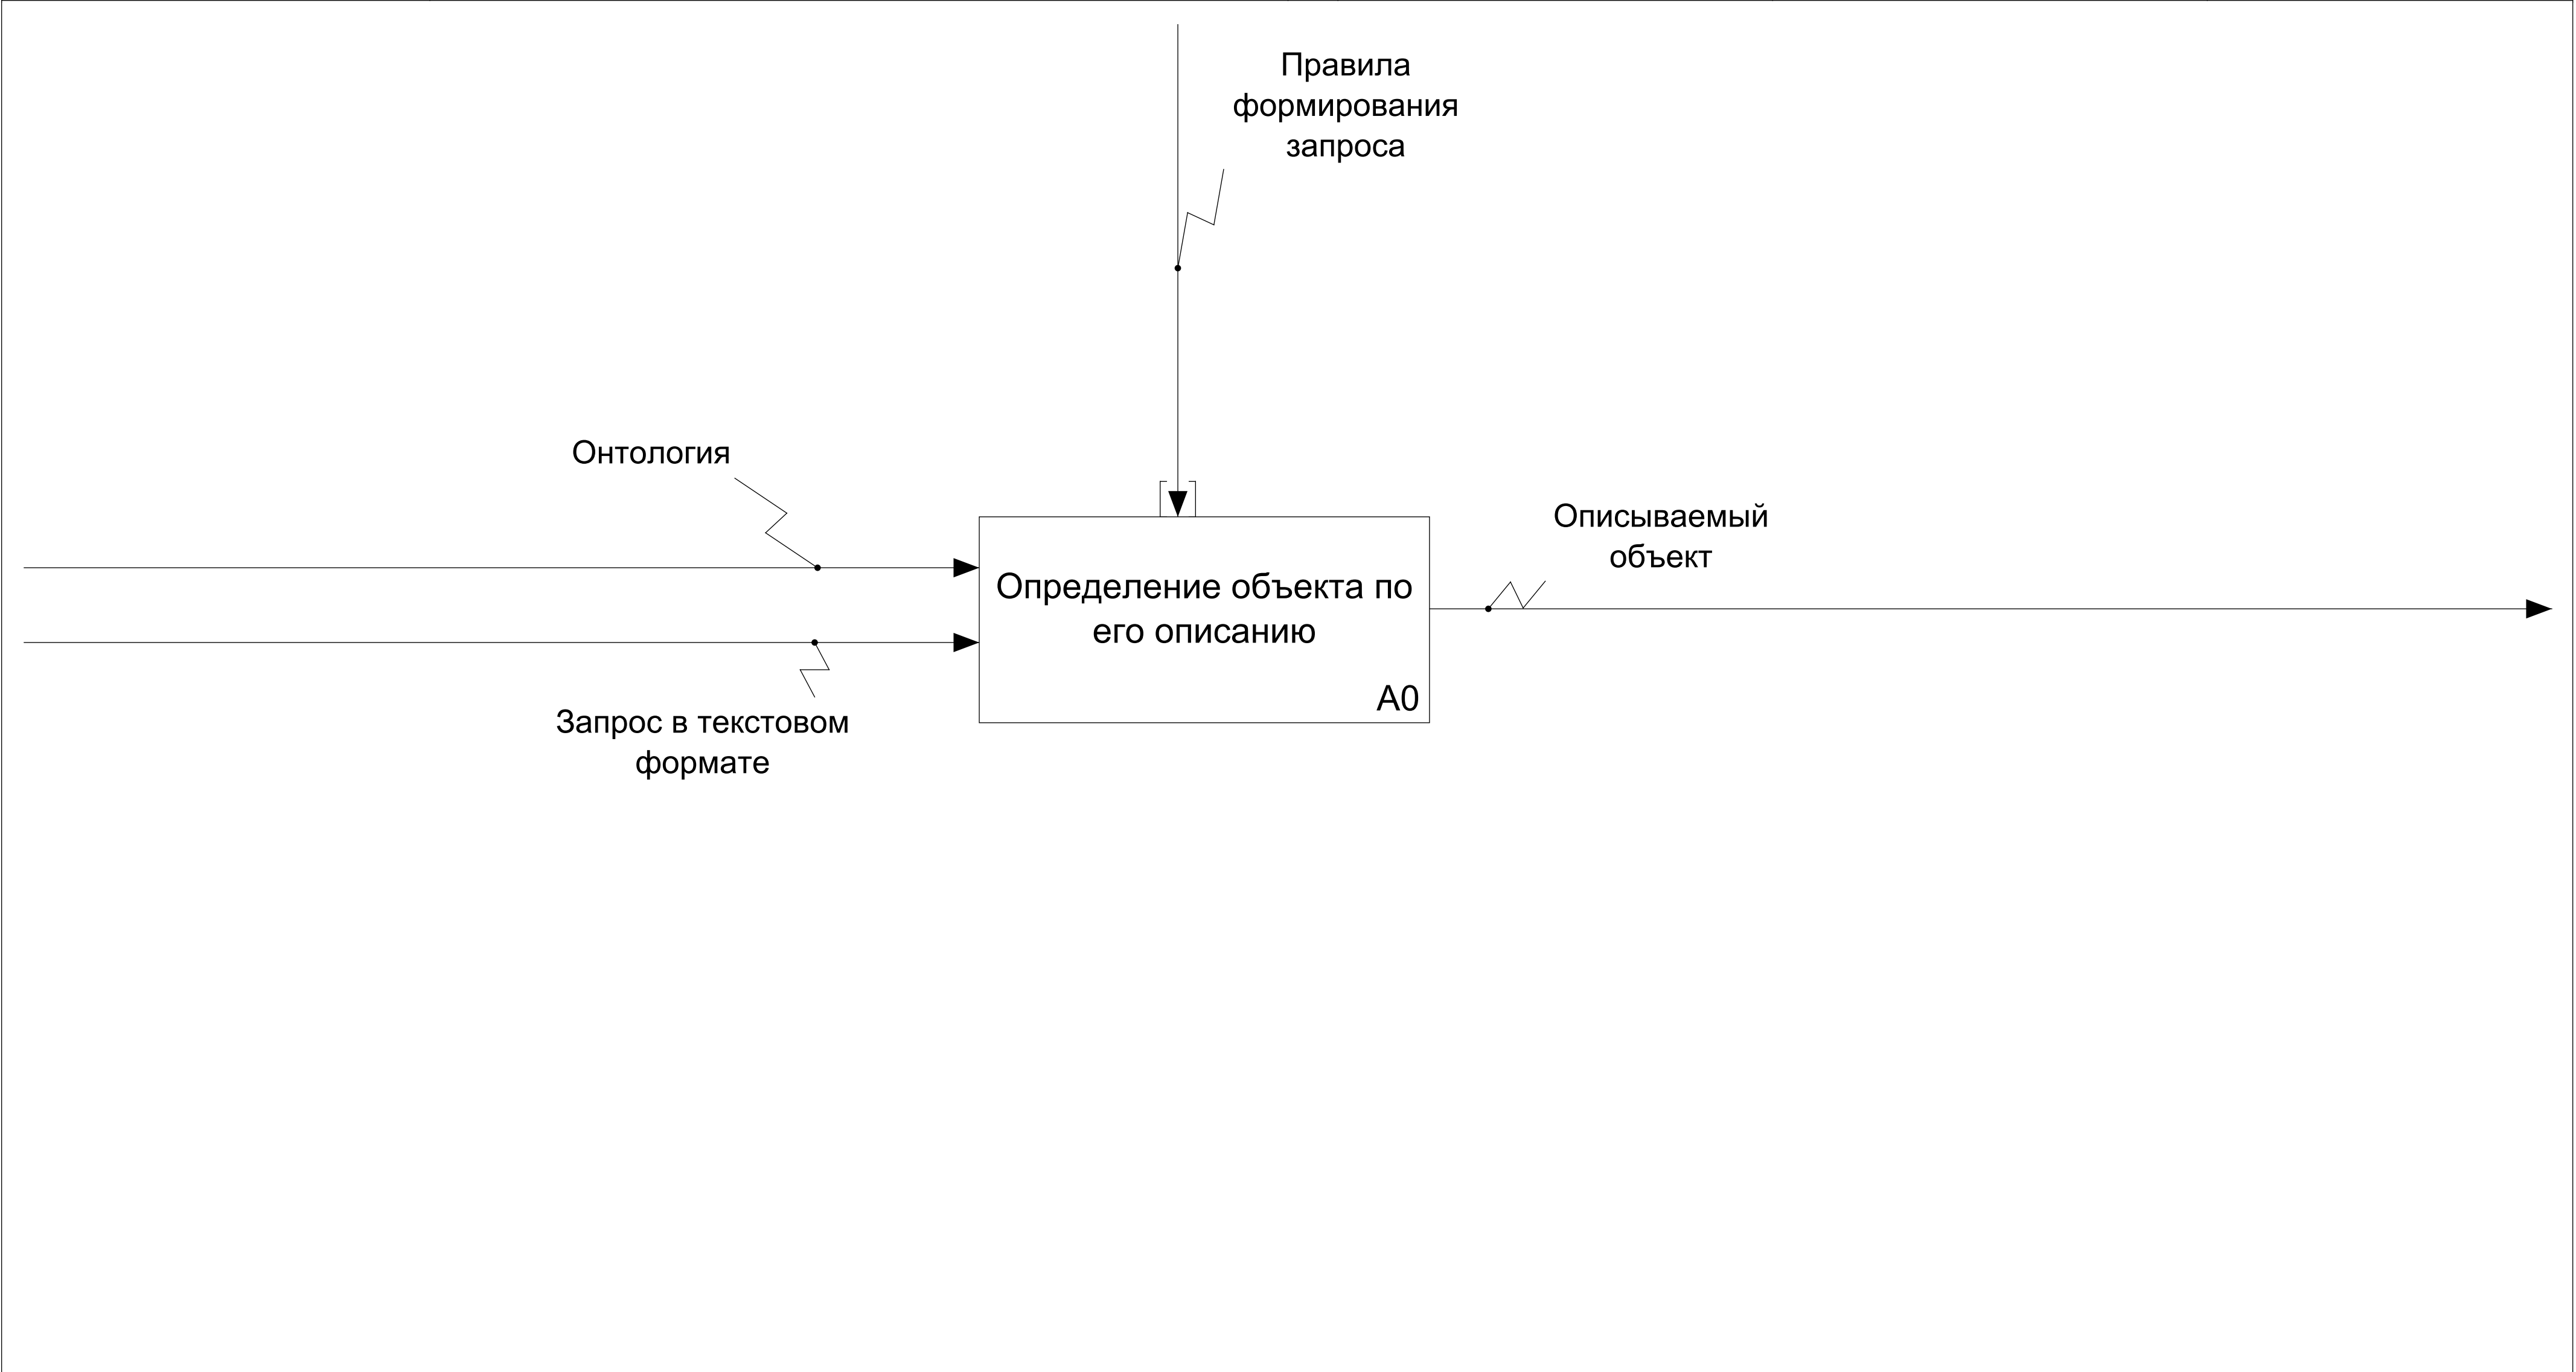 Правила
формирования
запроса
Онтология
Описываемый
объект
Определение объекта по
его описанию
A0
Запрос в текстовом
формате